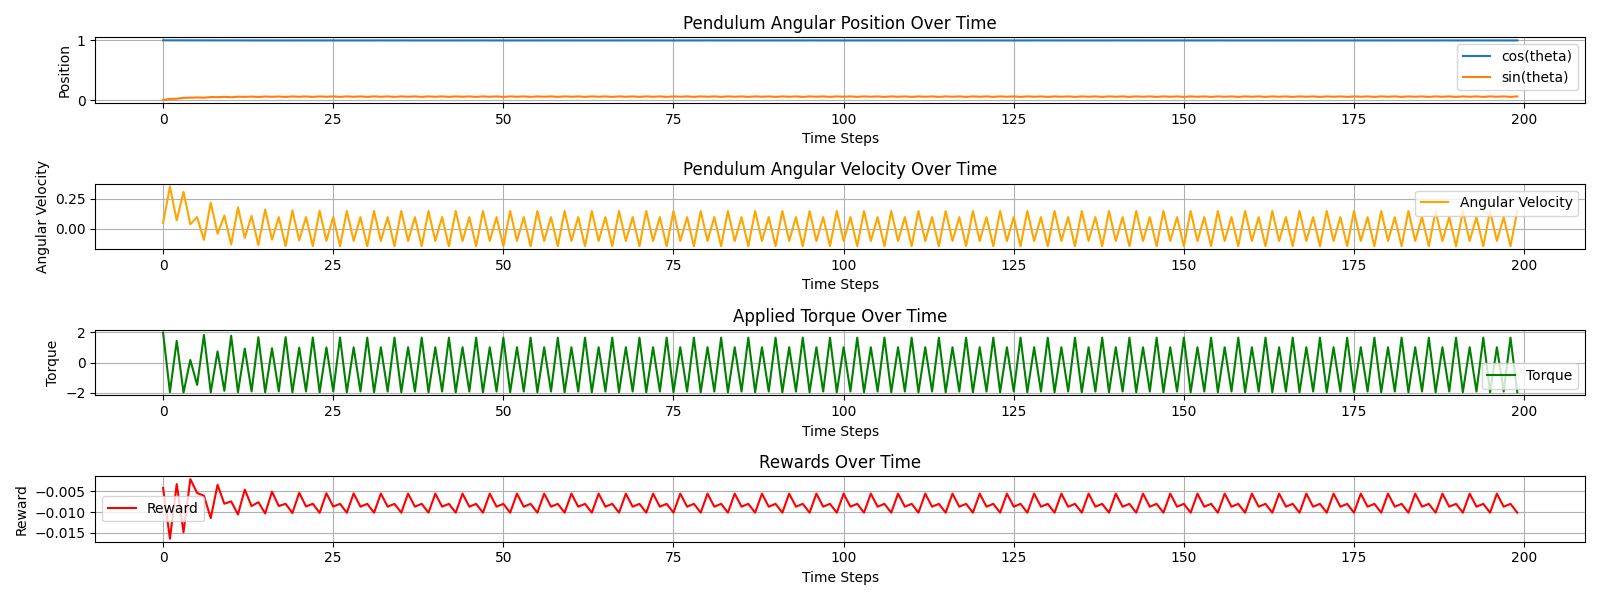 Pendulum Angular Position Over Time
Position
1
0
cos(theta)
sin(theta)
0 25 50 75 100 125 150 175 200
Time Steps
Pendulum Angular Velocity Over Time
Angular Velocity
0.25
0.00
Angular Velocity
0 25 50 75 100 125 150 175 200
Time Steps
Applied Torque Over Time
Torque
2
0
−2
Torque
0 25 50 75 100 125 150 175 200
Time Steps
Rewards Over Time
Reward
−0.005
−0.010
−0.015
Reward
0 25 50 75 100 125 150 175 200
Time Steps